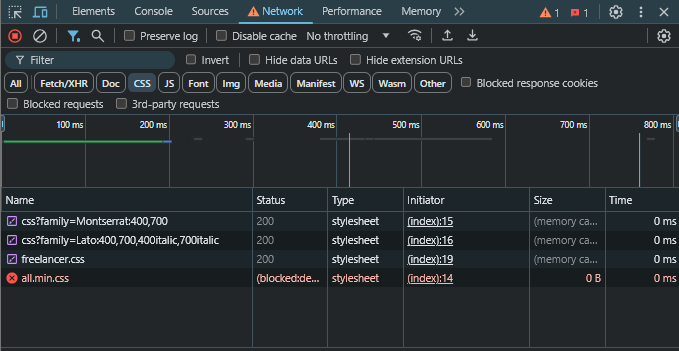 Elements Console Sources Network Performance Memory 1 1
Preserve log Disable cache No throttling
Filter Invert Hide data URLs Hide extension URLs
All Fetch/XHR Doc CSS JS Font Img Media Manifest WS Wasm Other Blocked response cookies
Blocked requests 3rd-party requests
100 ms 200 ms 300 ms 400 ms 500 ms 600 ms 700 ms 800 ms
Name Status Type Initiator Size Time
css?family=Montserrat:400,700 200 stylesheet (index):15 (memory ca... 0 ms
css?family=Lato:400,700,400italic,700italic 200 stylesheet (index):16 (memory ca... 0 ms
freelancer.css 200 stylesheet (index):19 (memory ca... 0 ms
all.min.css (blocked:de... stylesheet (index):14 0 B 0 ms